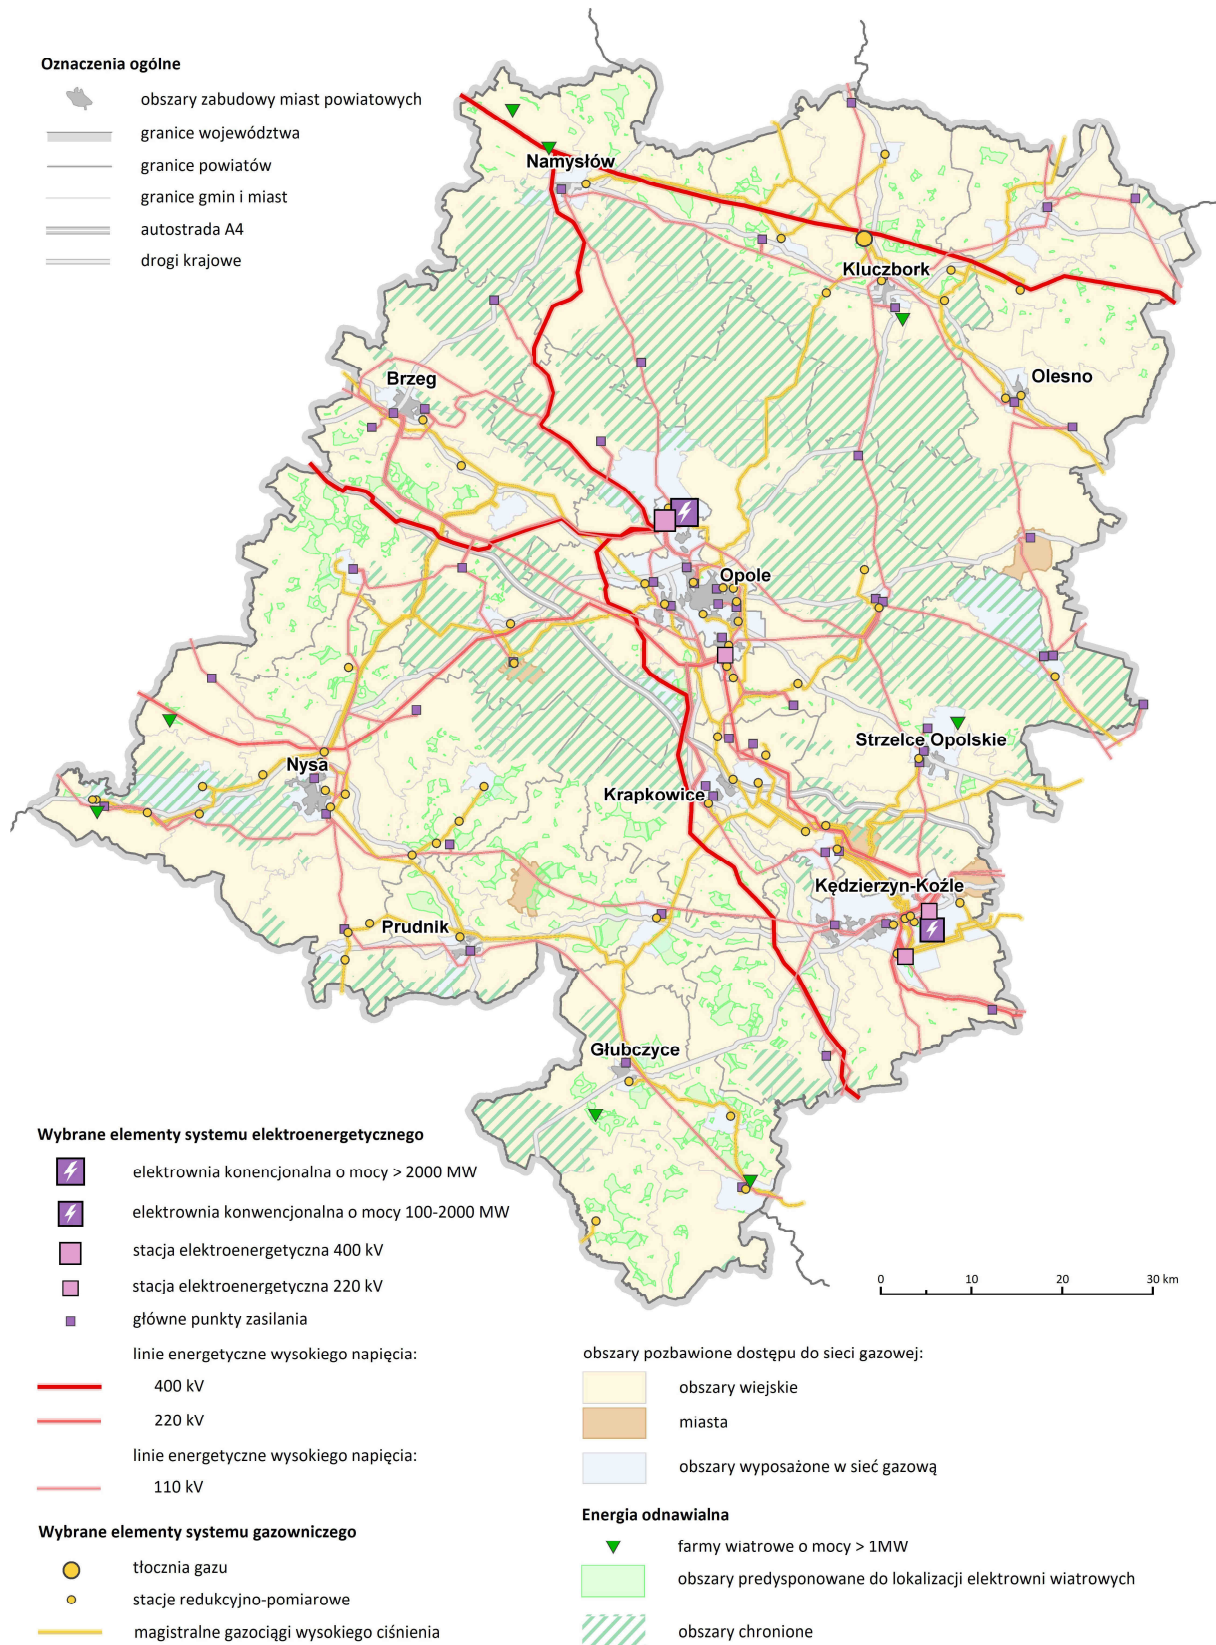 Oznaczenia ogólne
obszary zabudowy miast powiatowych
granice województwa
granice powiatów
granice gmin i miast
autostrada A4
drogi krajowe
Namysłów
Kluczbork
Olesno
Brzeg
Opole
Strzelce Opolskie
Nysa
Krapkowice
Kędzierzyn-Koźle
Prudnik
Głubczyce
0 10 20 30 km
Wybrane elementy systemu elektroenergetycznego
elektrownia konencjonalna o mocy > 2000 MW
elektrownia konwencjonalna o mocy 100-2000 MW
stacja elektroenergetyczna 400 kV
stacja elektroenergetyczna 220 kV
główne punkty zasilania
linie energetyczne wysokiego napięcia:
400 kV
220 kV
linie energetyczne wysokiego napięcia:
110 kV
Wybrane elementy systemu gazowniczego
tłocznia gazu
stacje redukcyjno-pomiarowe
magistralne gazociągi wysokiego ciśnienia
obszary pozbawione dostępu do sieci gazowej:
obszary wiejskie
miasta
obszary wyposażone w sieć gazową
Energia odnawialna
farmy wiatrowe o mocy > 1MW
obszary predysponowane do lokalizacji elektrowni wiatrowych
obszary chronione